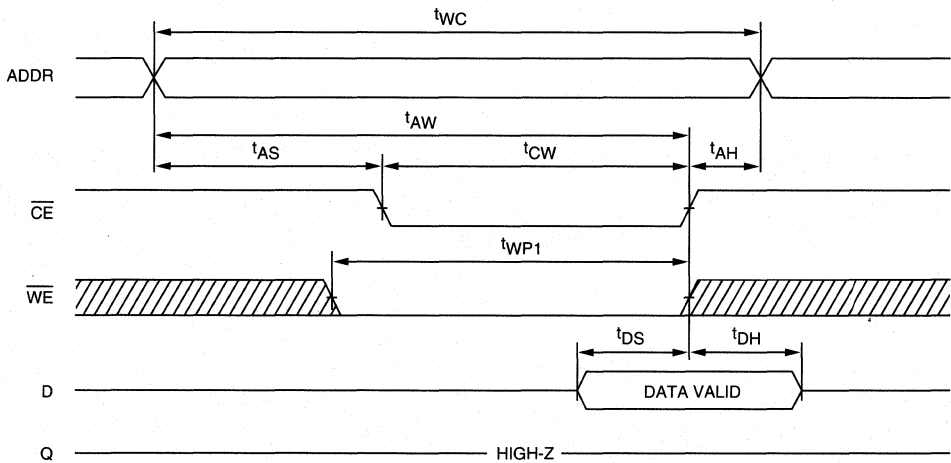 tWC
ADDR
tAW
tAS tCW tAH
CE
tWP1
WE
tDS tDH
D DATA VALID
Q HIGH-Z